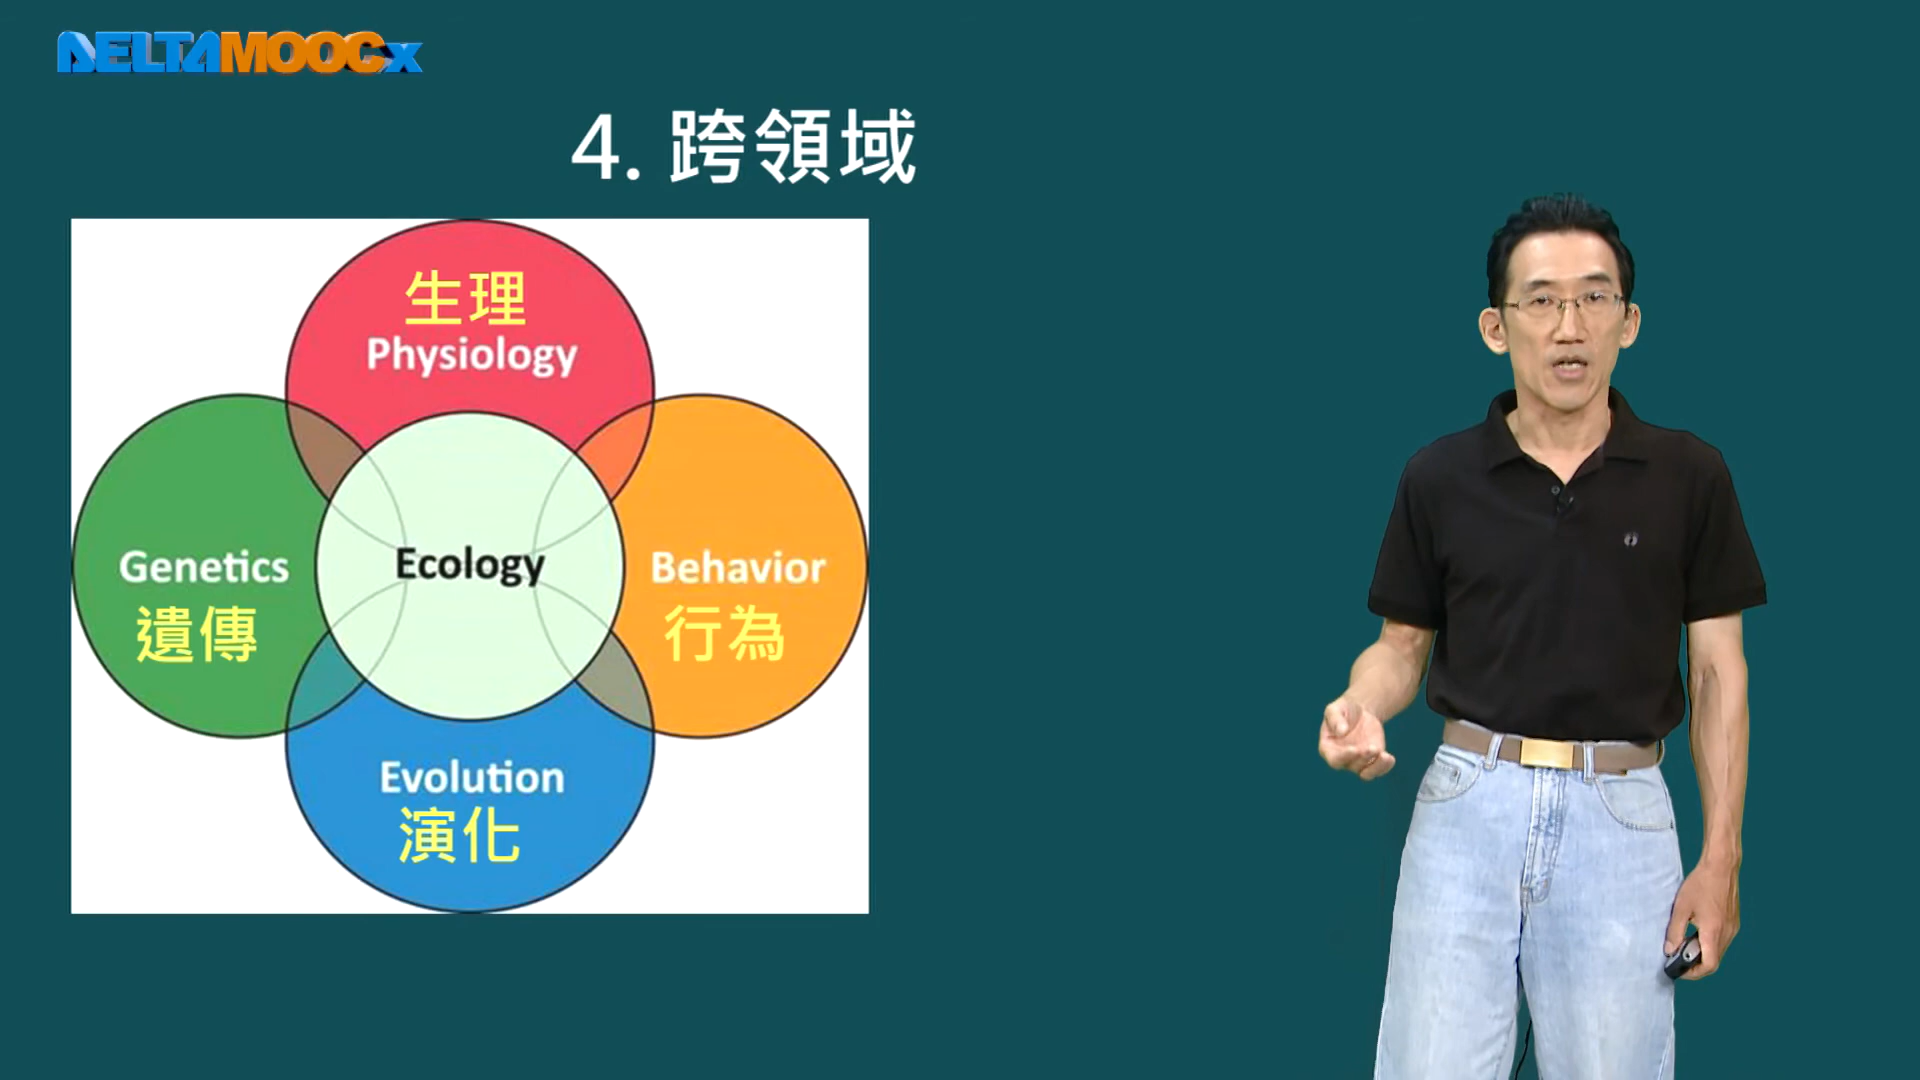 DELTAMOOCx
4. 跨領域
生理
Physiology
Genetics
遺傳
Ecology
Behavior
行為
Evolution
演化